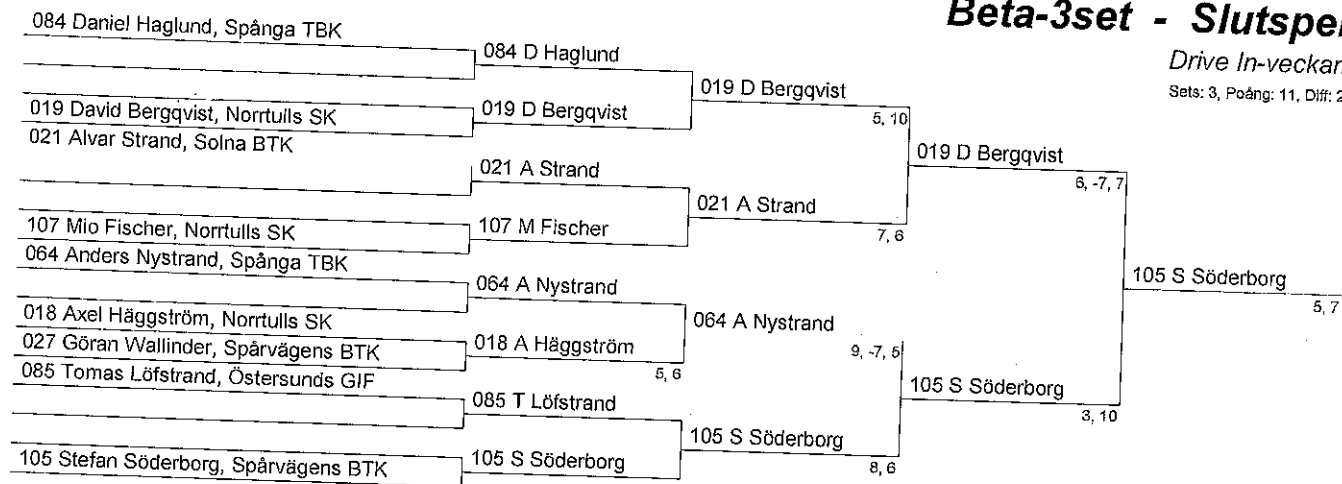 Beta-3set - Slutspel
Drive In-veckan
Sets: 3, Poäng: 11, Diff: 2
084 Daniel Haglund, Spånga TBK
019 David Bergqvist, Norrtulls SK
021 Alvar Strand, Solna BTK
107 Mio Fischer, Norrtulls SK
064 Anders Nystrand, Spånga TBK
018 Axel Häggström, Norrtulls SK
027 Göran Wallinder, Spårvägens BTK
085 Tomas Löfstrand, Östersunds GIF
105 Stefan Söderborg, Spårvägens BTK
084 D Haglund
019 D Bergqvist
021 A Strand
107 M Fischer
064 A Nystrand
018 A Häggström
5, 6
085 T Löfstrand
105 S Söderborg
019 D Bergqvist
5, 10
021 A Strand
7, 6
064 A Nystrand
9, -7, 5
105 S Söderborg
8, 6
019 D Bergqvist
6, -7, 7
105 S Söderborg
3, 10
105 S Söderborg
5, 7